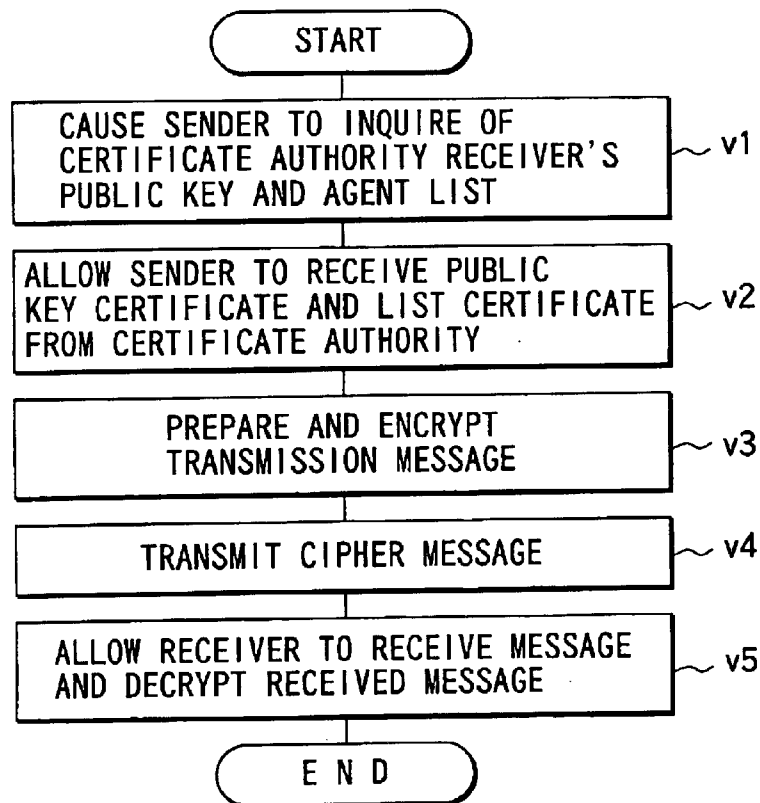 START
CAUSE SENDER TO INQUIRE OF
CERTIFICATE AUTHORITY RECEIVER'S
PUBLIC KEY AND AGENT LIST
v1
ALLOW SENDER TO RECEIVE PUBLIC
KEY CERTIFICATE AND LIST CERTIFICATE
FROM CERTIFICATE AUTHORITY
v2
PREPARE AND ENCRYPT
TRANSMISSION MESSAGE
v3
TRANSMIT CIPHER MESSAGE
v4
ALLOW RECEIVER TO RECEIVE MESSAGE
AND DECRYPT RECEIVED MESSAGE
v5
END